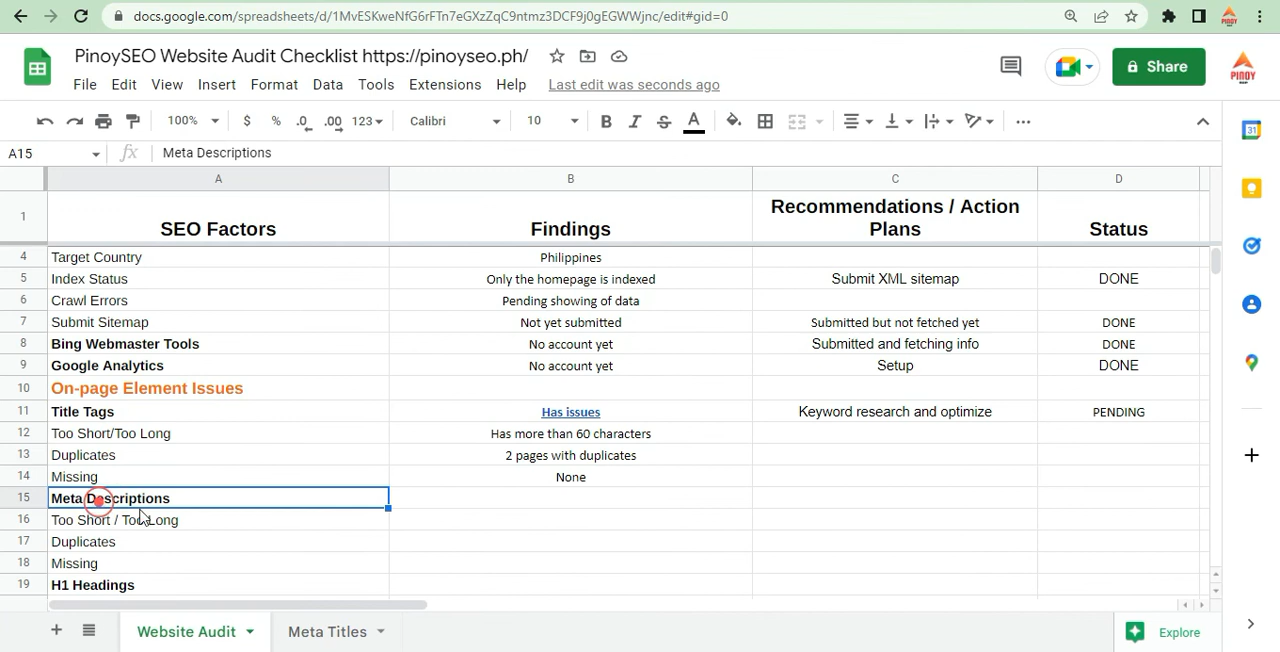 docs.google.com/spreadsheets/d/1MvESKweNfG6rFTn7eGXzZqC9ntmz3DCF9j0gEGWWjnc/edit#gid=0
PinoySEO Website Audit Checklist https://pinoyseo.ph/
File Edit View Insert Format Data Tools Extensions Help Last edit was seconds ago
Share
PINOY
100% $ % .0 .00 123 Calibri 10 B I S A
A15 fx Meta Descriptions
31
A B C D
1 SEO Factors Findings Recommendations / Action Plans Status
4 Target Country Philippines
5 Index Status Only the homepage is indexed Submit XML sitemap DONE
6 Crawl Errors Pending showing of data
7 Submit Sitemap Not yet submitted Submitted but not fetched yet DONE
8 Bing Webmaster Tools No account yet Submitted and fetching info DONE
9 Google Analytics No account yet Setup DONE
10 On-page Element Issues
11 Title Tags Has issues Keyword research and optimize PENDING
12 Too Short/Too Long Has more than 60 characters
13 Duplicates 2 pages with duplicates
14 Missing None
15 Meta Descriptions
16 Too Short / Too Long
17 Duplicates
18 Missing
19 H1 Headings
Website Audit Meta Titles Explore